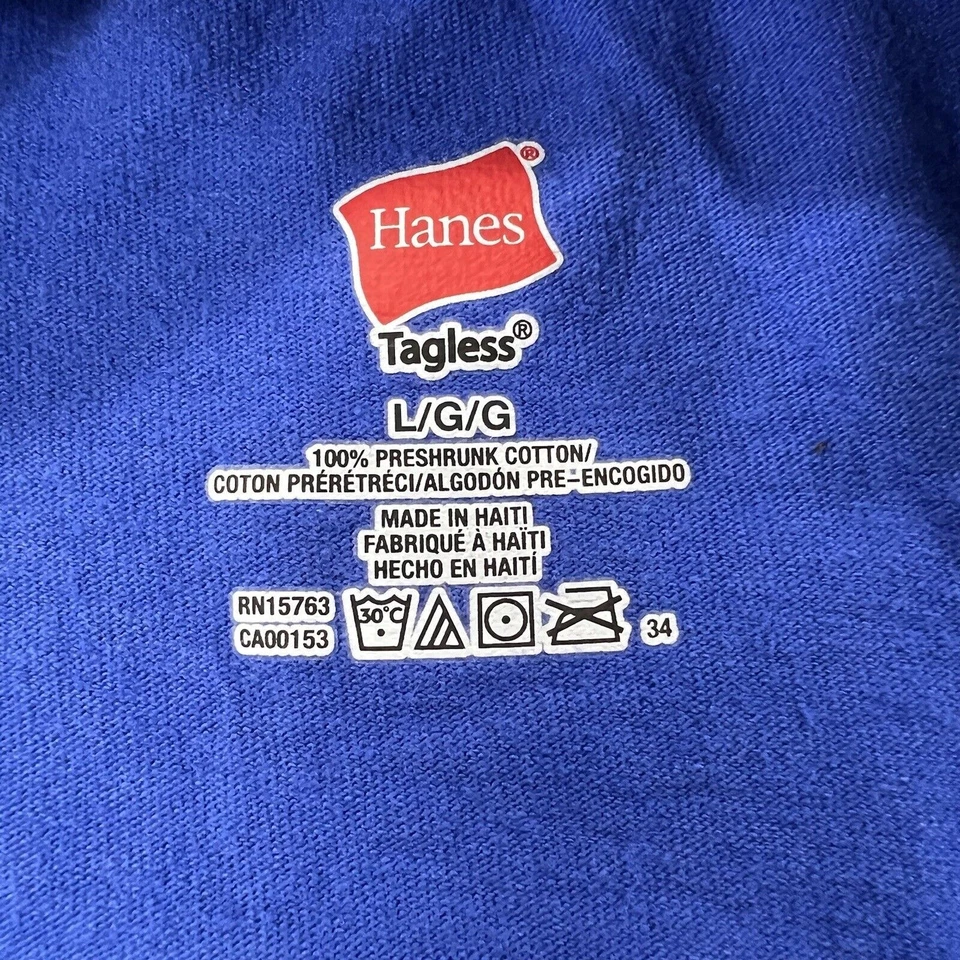 Hanes®
Tagless®
L/G/G
100% PRESHRUNK COTTON/
COTON PRÉRÉTRÉCI/ALGODÓN PRE-ENCOGIDO
MADE IN HAITI
FABRIQUÉ À HAÏTI
HECHO EN HAITÍ
RN15763
CA00153
30°C
34